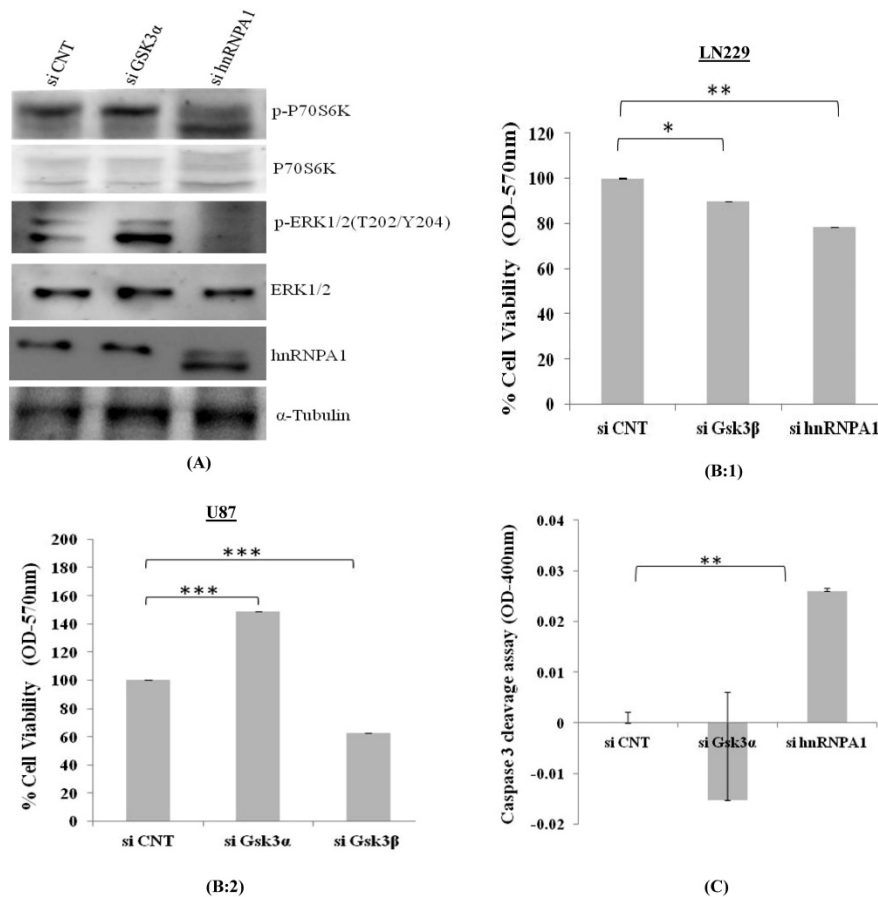 si CNT
si GSK3α
si hnRNPA1
p-P70S6K
P70S6K
p-ERK1/2(T202/Y204)
ERK1/2
hnRNPA1
α-Tubulin
(A)
LN229
**
*
% Cell Viability (OD-570nm)
120
100
80
60
40
20
0
si CNT
si Gsk3β
si hnRNPA1
(B:1)
U87
***
***
% Cell Viability (OD-570nm)
200
180
160
140
120
100
80
60
40
20
0
si CNT
si Gsk3α
si Gsk3β
(B:2)
**
Caspase 3 cleavage assay (OD-400nm)
0.04
0.03
0.02
0.01
0
-0.01
-0.02
si CNT
si Gsk3α
si hnRNPA1
(C)